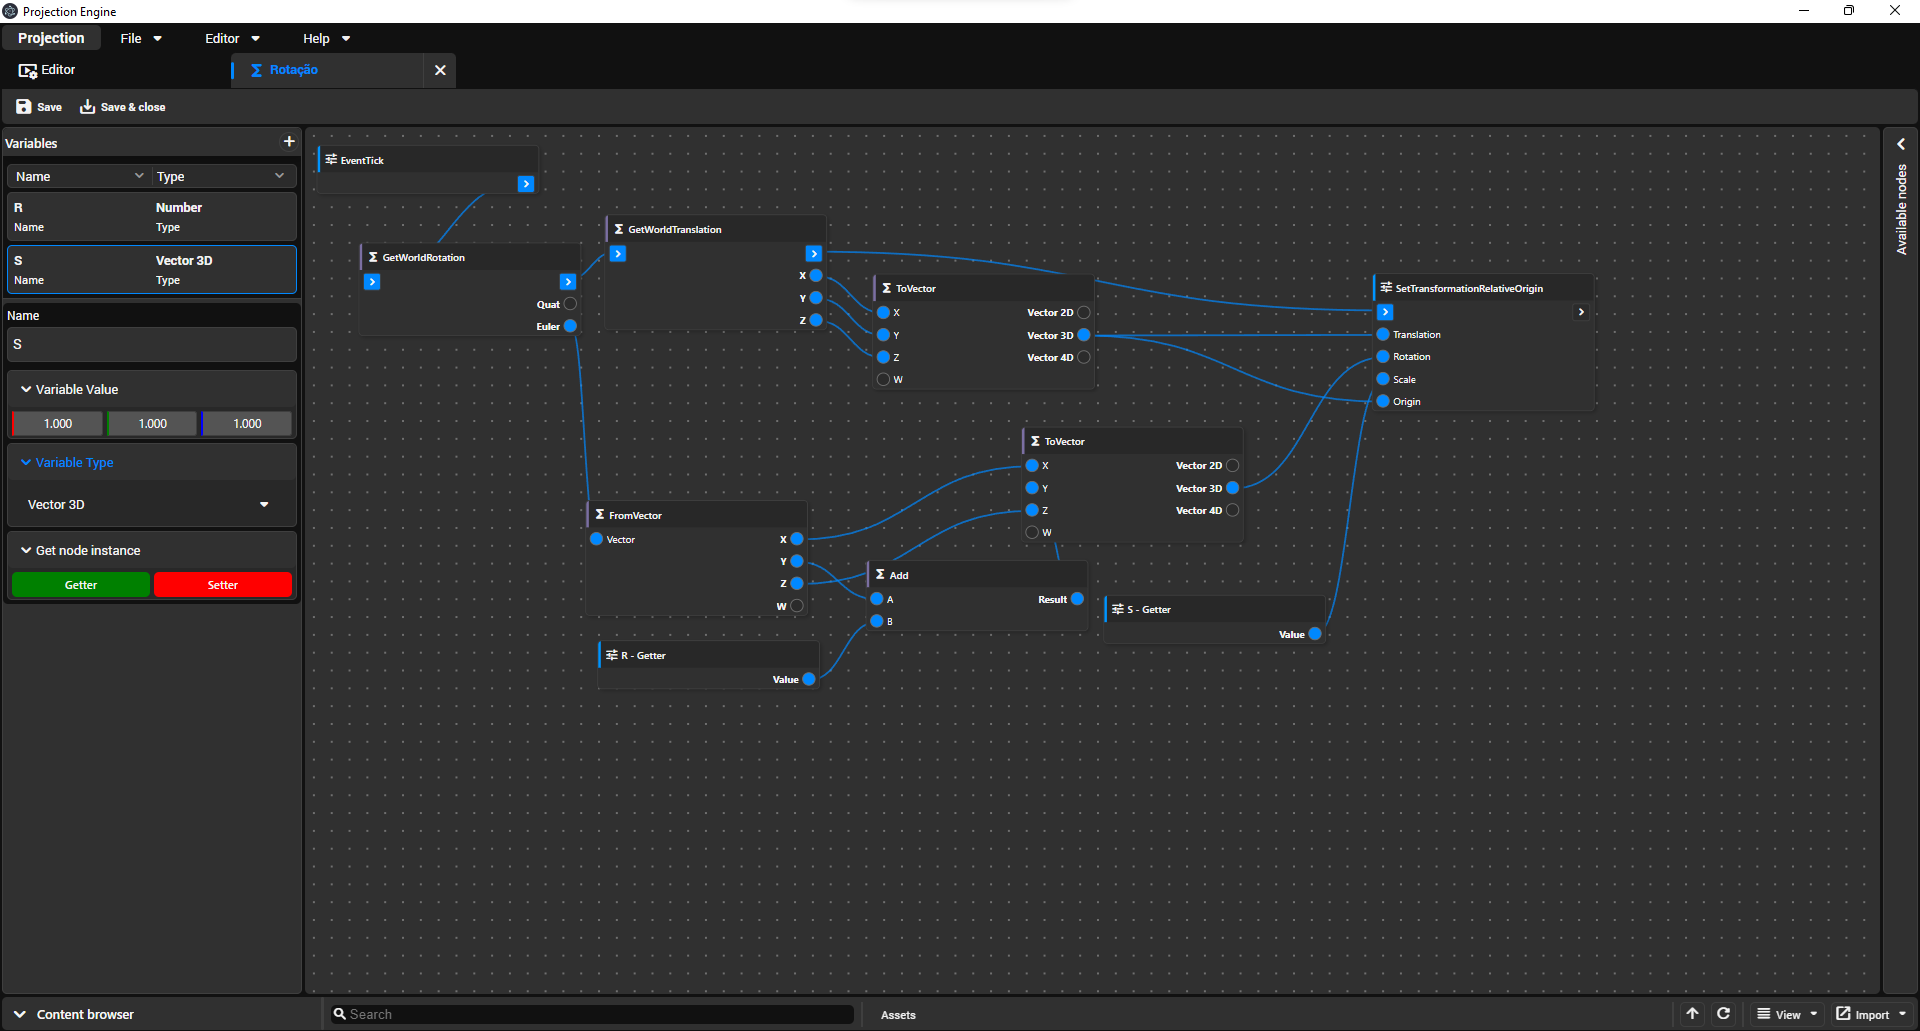 Projection Engine
Projection File Editor Help
Editor Rotação
Save Save & close
Variables
Name Type
R Number
Name Type
S Vector 3D
Name Type
Name
S
Variable Value
1.000 1.000 1.000
Variable Type
Vector 3D
Get node instance
Getter Setter
EventTick
GetWorldRotation
Quat
Euler
GetWorldTranslation
X
Y
Z
ToVector
X Vector 2D
Y Vector 3D
Z Vector 4D
W
SetTransformationRelativeOrigin
Translation
Rotation
Scale
Origin
ToVector
X Vector 2D
Y Vector 3D
Z Vector 4D
W
FromVector
Vector X
Y
Z
W
Add
A Result
B
S - Getter
Value
R - Getter
Value
Available nodes
Content browser Search Assets View Import